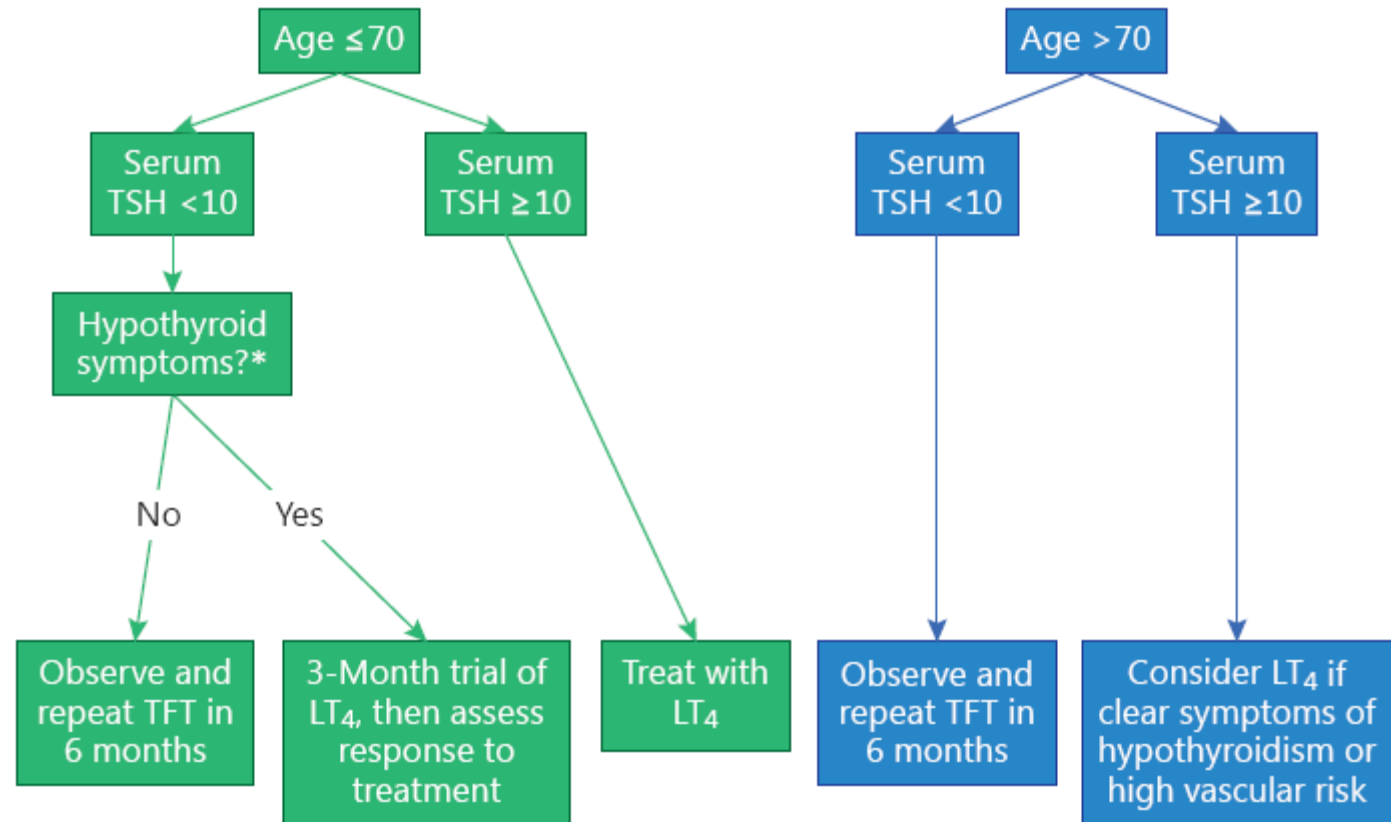 Age ≤70
Serum
TSH <10
Serum
TSH ≥10
Hypothyroid
symptoms?*
No
Yes
Observe and
repeat TFT in
6 months
3-Month trial of
LT₄, then assess
response to
treatment
Treat with
LT₄
Age >70
Serum
TSH <10
Serum
TSH ≥10
Observe and
repeat TFT in
6 months
Consider LT₄ if
clear symptoms of
hypothyroidism or
high vascular risk